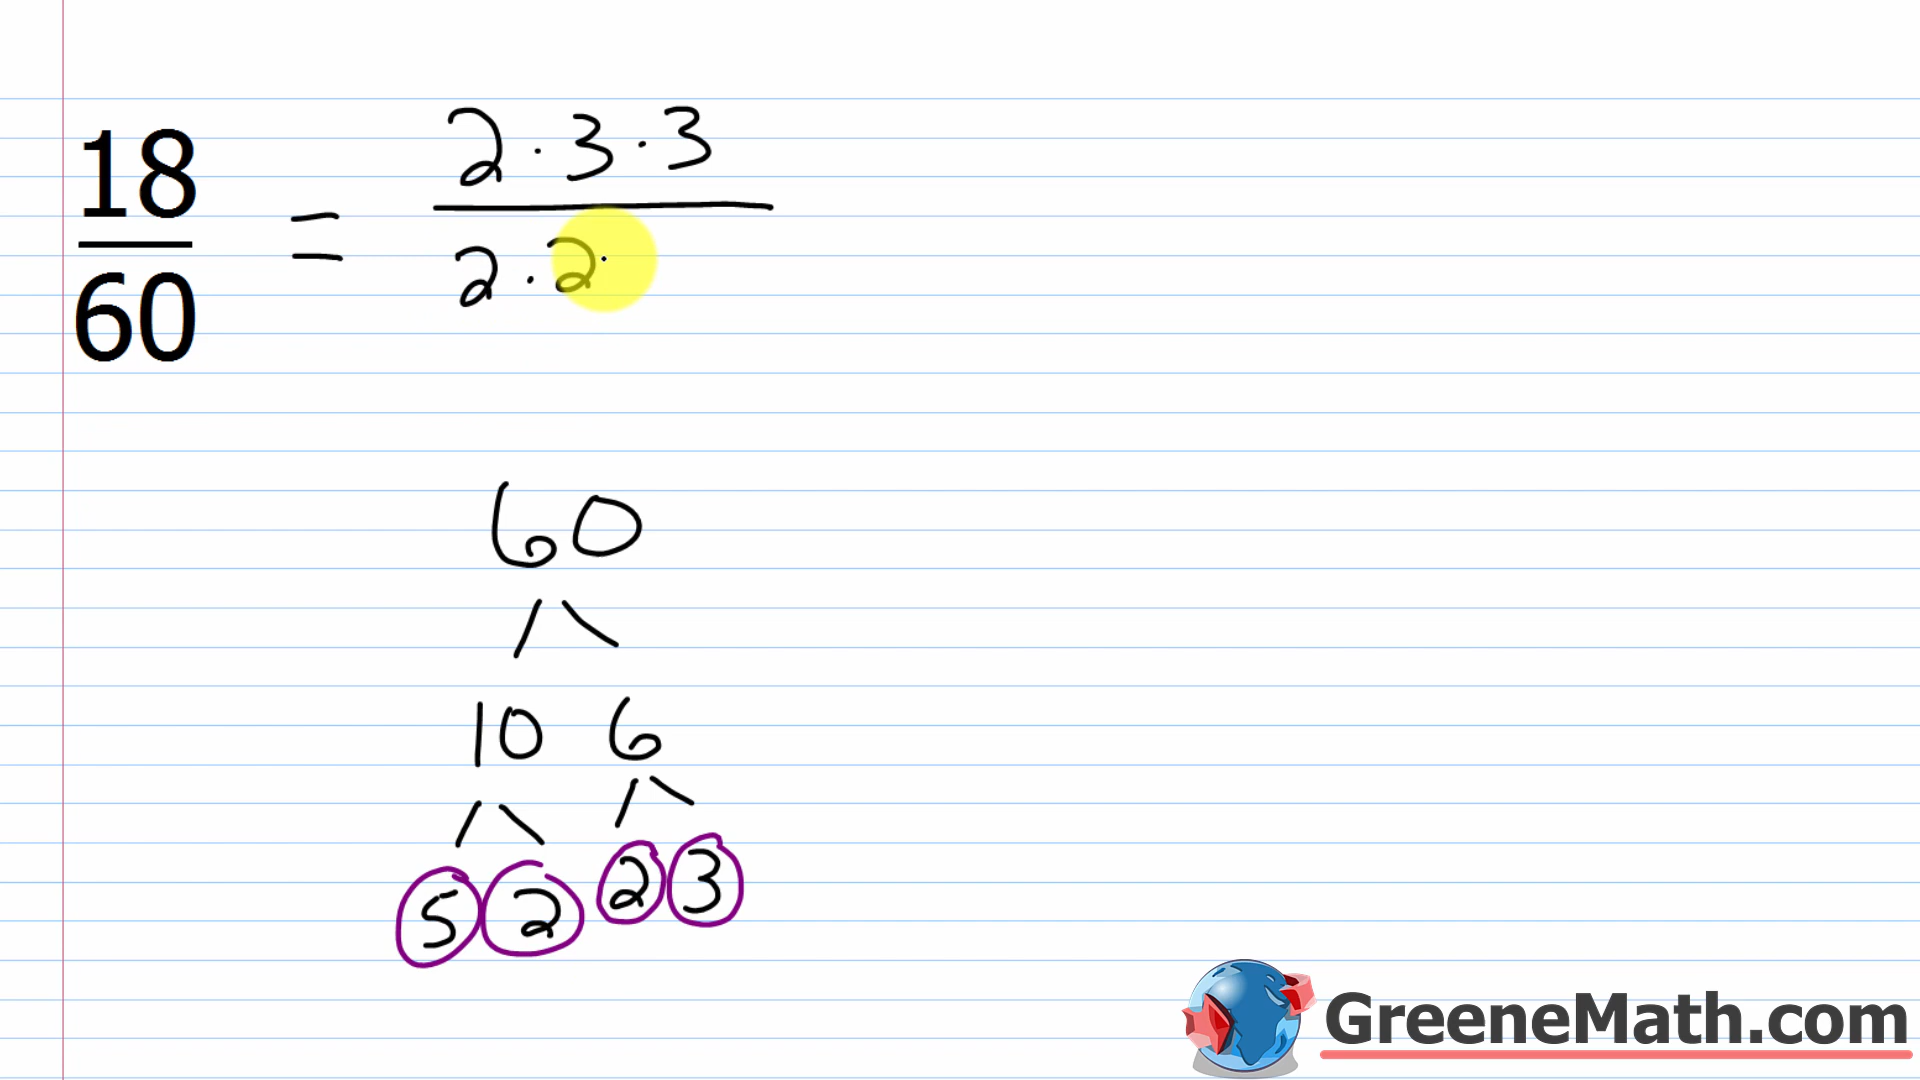 18/60 = 2 · 3 · 3
2 · 2
60
10 6
5 2 2 3
GreeneMath.com